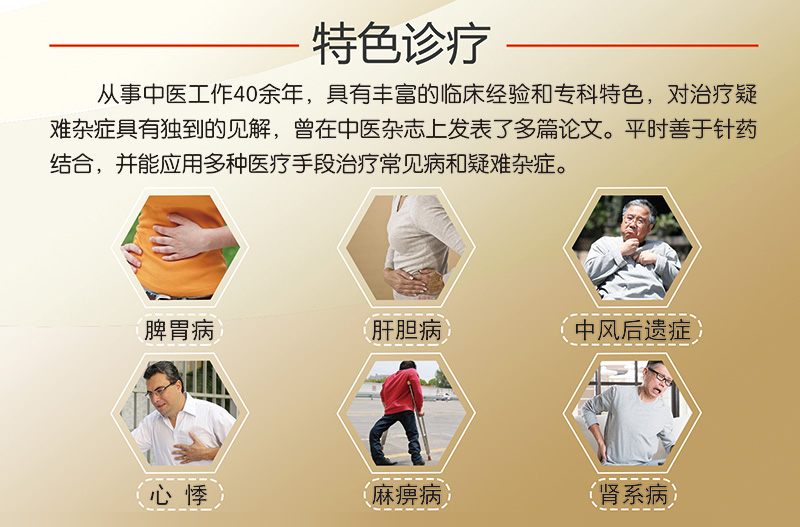 特色诊疗
从事中医工作40余年，具有丰富的临床经验和专科特色，对治疗疑
难杂症具有独到的见解，曾在中医杂志上发表了多篇论文。平时善于针药
结合，并能应用多种医疗手段治疗常见病和疑难杂症。
脾胃病
肝胆病
中风后遗症
心悸
麻痹病
肾系病